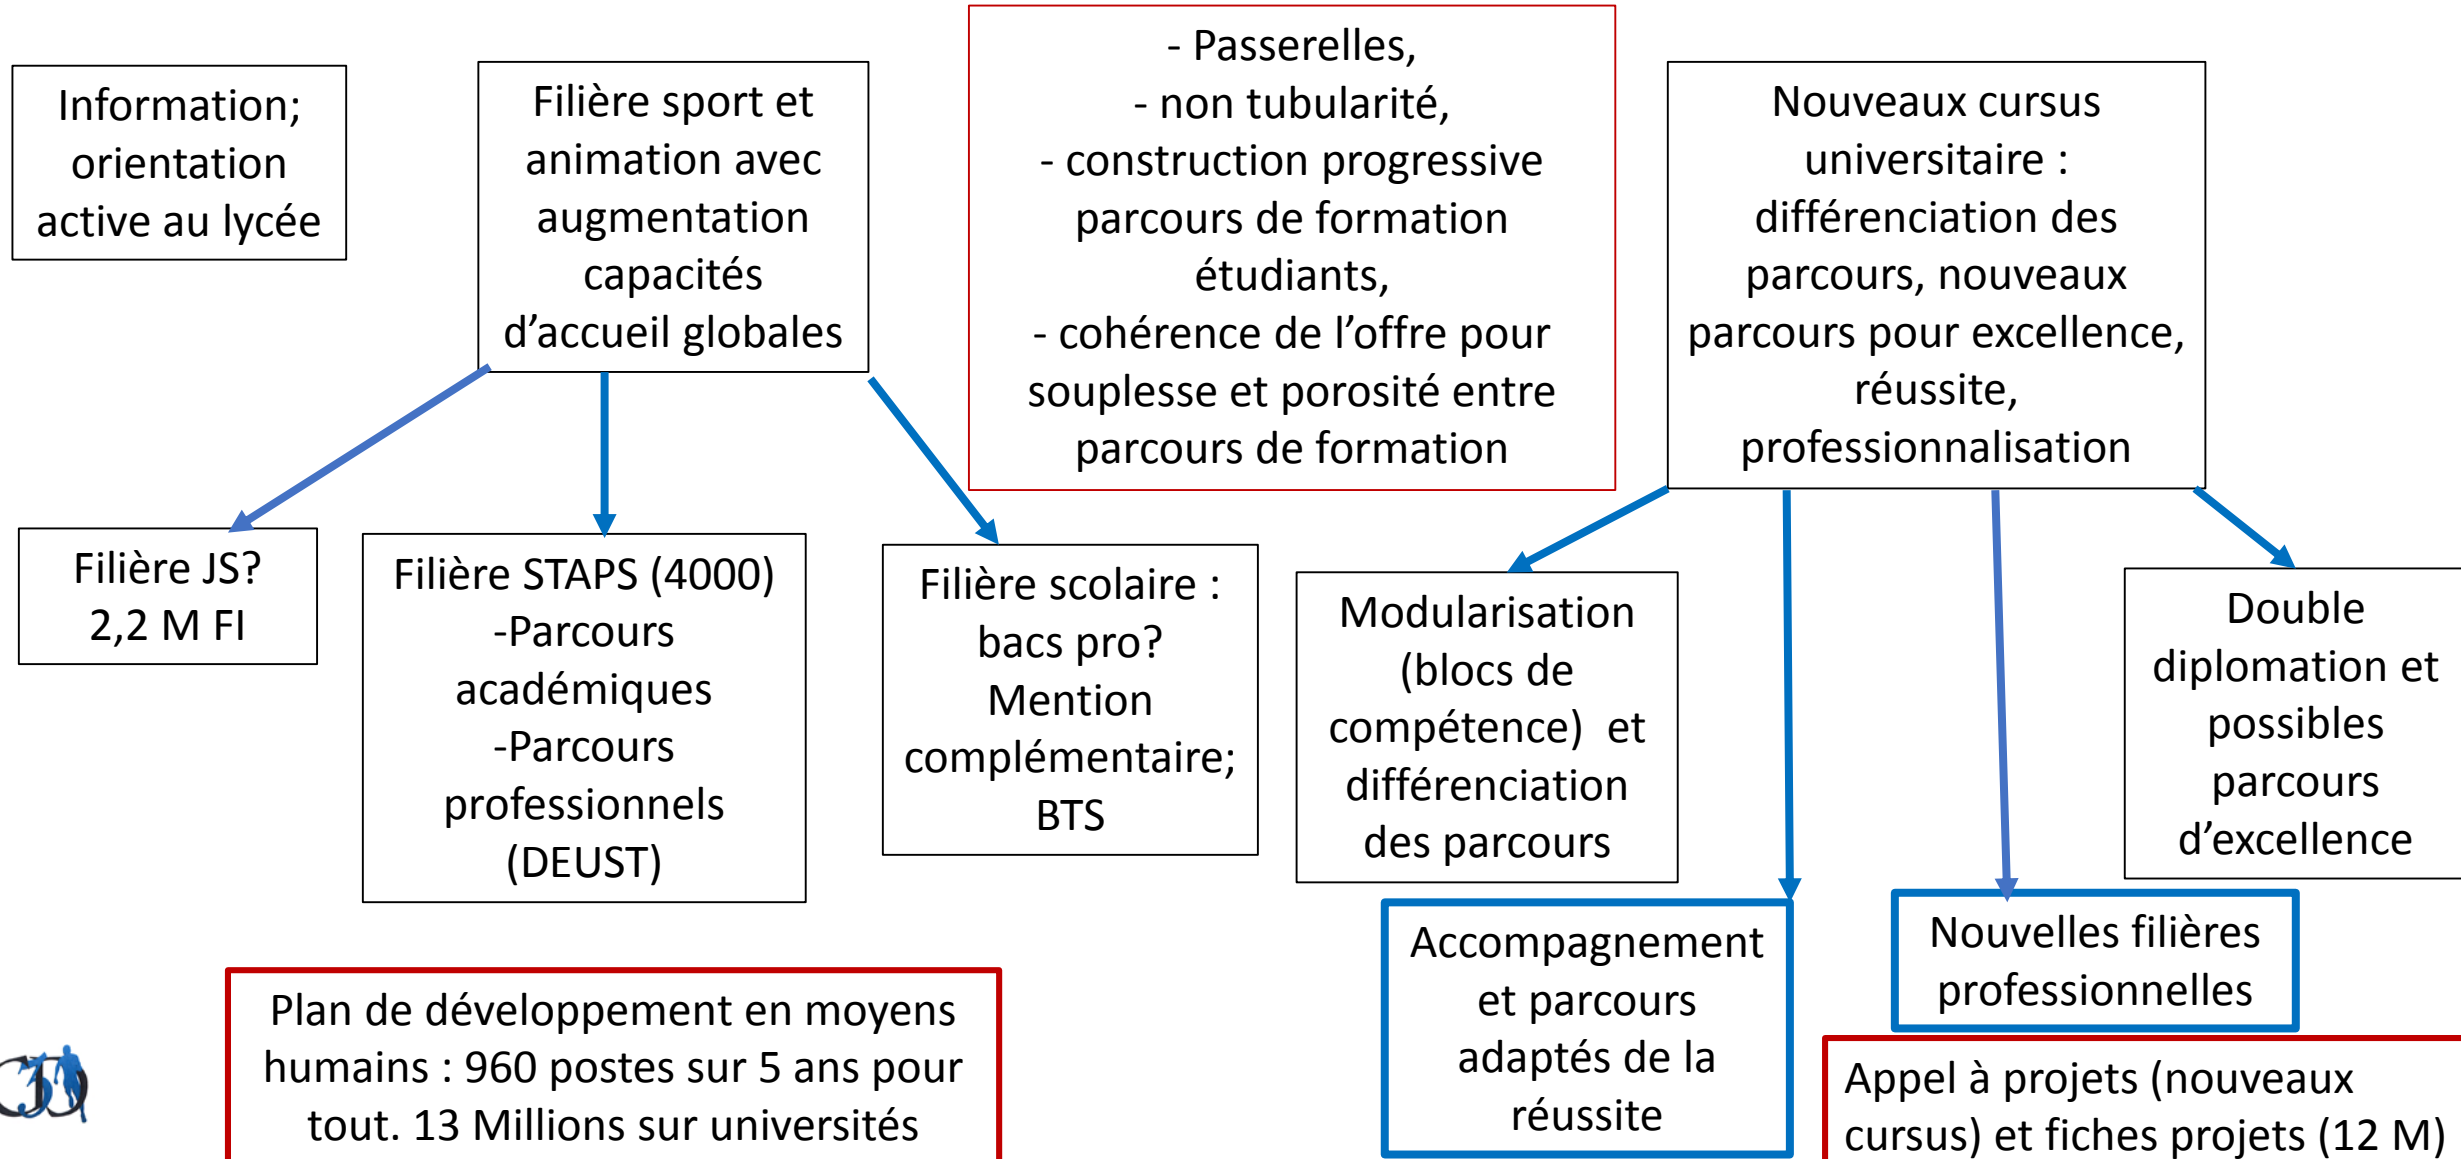 Information;
orientation
active au lycée
Filière sport et
animation avec
augmentation
capacités
d’accueil globales
- Passerelles,
- non tubularité,
- construction progressive
parcours de formation
étudiants,
- cohérence de l’offre pour
souplesse et porosité entre
parcours de formation
Nouveaux cursus
universitaire :
différenciation des
parcours, nouveaux
parcours pour excellence,
réussite,
professionnalisation
Filière JS?
2,2 M FI
Filière STAPS (4000)
-Parcours
académiques
-Parcours
professionnels
(DEUST)
Filière scolaire :
bacs pro?
Mention
complémentaire;
BTS
Modularisation
(blocs de
compétence)  et
différenciation
des parcours
Double
diplomation et
possibles
parcours
d’excellence
Accompagnement
et parcours
adaptés de la
réussite
Nouvelles filières
professionnelles
Plan de développement en moyens
humains : 960 postes sur 5 ans pour
tout. 13 Millions sur universités
Appel à projets (nouveaux
cursus) et fiches projets (12 M)